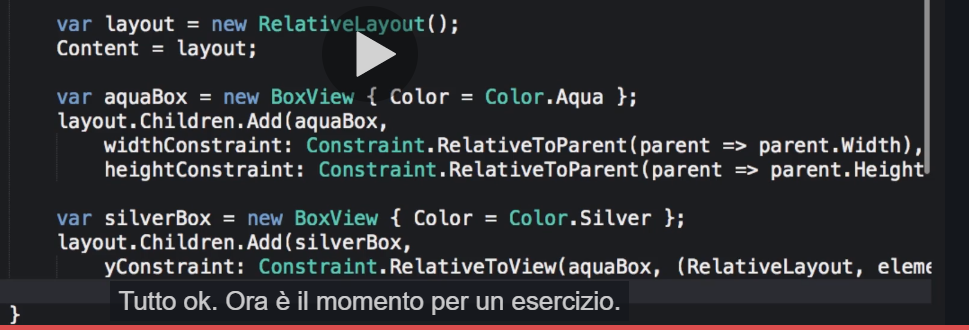 var layout = new RelativeLayout();
Content = layout;
var aquaBox = new BoxView { Color = Color.Aqua };
layout.Children.Add(aquaBox,
widthConstraint: Constraint.RelativeToParent(parent => parent.Width),
heightConstraint: Constraint.RelativeToParent(parent => parent.Height
var silverBox = new BoxView { Color = Color.Silver };
layout.Children.Add(silverBox,
yConstraint: Constraint.RelativeToView(aquaBox, (RelativeLayout, eleme
Tutto ok. Ora è il momento per un esercizio.
}